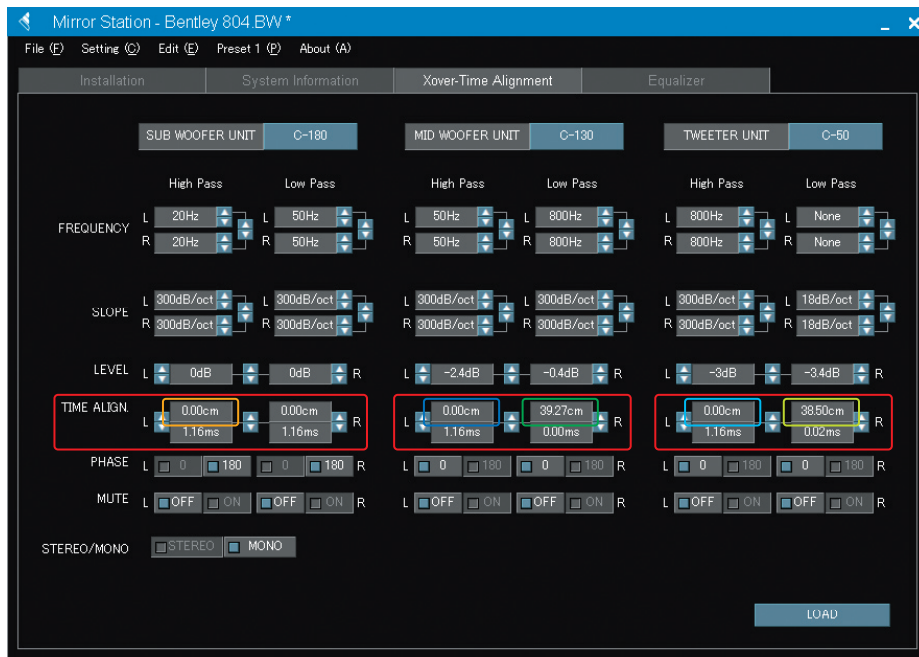 Mirror Station - Bentley 804.BW *
File (F) Setting (C) Edit (E) Preset 1 (P) About (A)
Installation System Information Xover-Time Alignment Equalizer
SUB WOOFER UNIT C-180 MID WOOFER UNIT C-130 TWEETER UNIT C-50
High Pass Low Pass High Pass Low Pass High Pass Low Pass
FREQUENCY
L 20Hz L 50Hz L 50Hz L 800Hz L 800Hz L None
R 20Hz R 50Hz R 50Hz R 800Hz R 800Hz R None
SLOPE
L 300dB/oct L 300dB/oct L 300dB/oct L 300dB/oct L 300dB/oct L 18dB/oct
R 300dB/oct R 300dB/oct R 300dB/oct R 300dB/oct R 300dB/oct R 18dB/oct
LEVEL L 0dB 0dB R L -2.4dB -0.4dB R L -3dB -3.4dB R
TIME ALIGN. L 0.00cm 0.00cm R L 0.00cm 39.27cm R L 0.00cm 38.50cm R
1.16ms 1.16ms 1.16ms 0.00ms 1.16ms 0.02ms
PHASE L 0 180 0 180 R L 0 180 0 180 R L 0 180 0 180 R
MUTE L OFF ON OFF ON R L OFF ON OFF ON R L OFF ON OFF ON R
STEREO/MONO STEREO MONO
LOAD